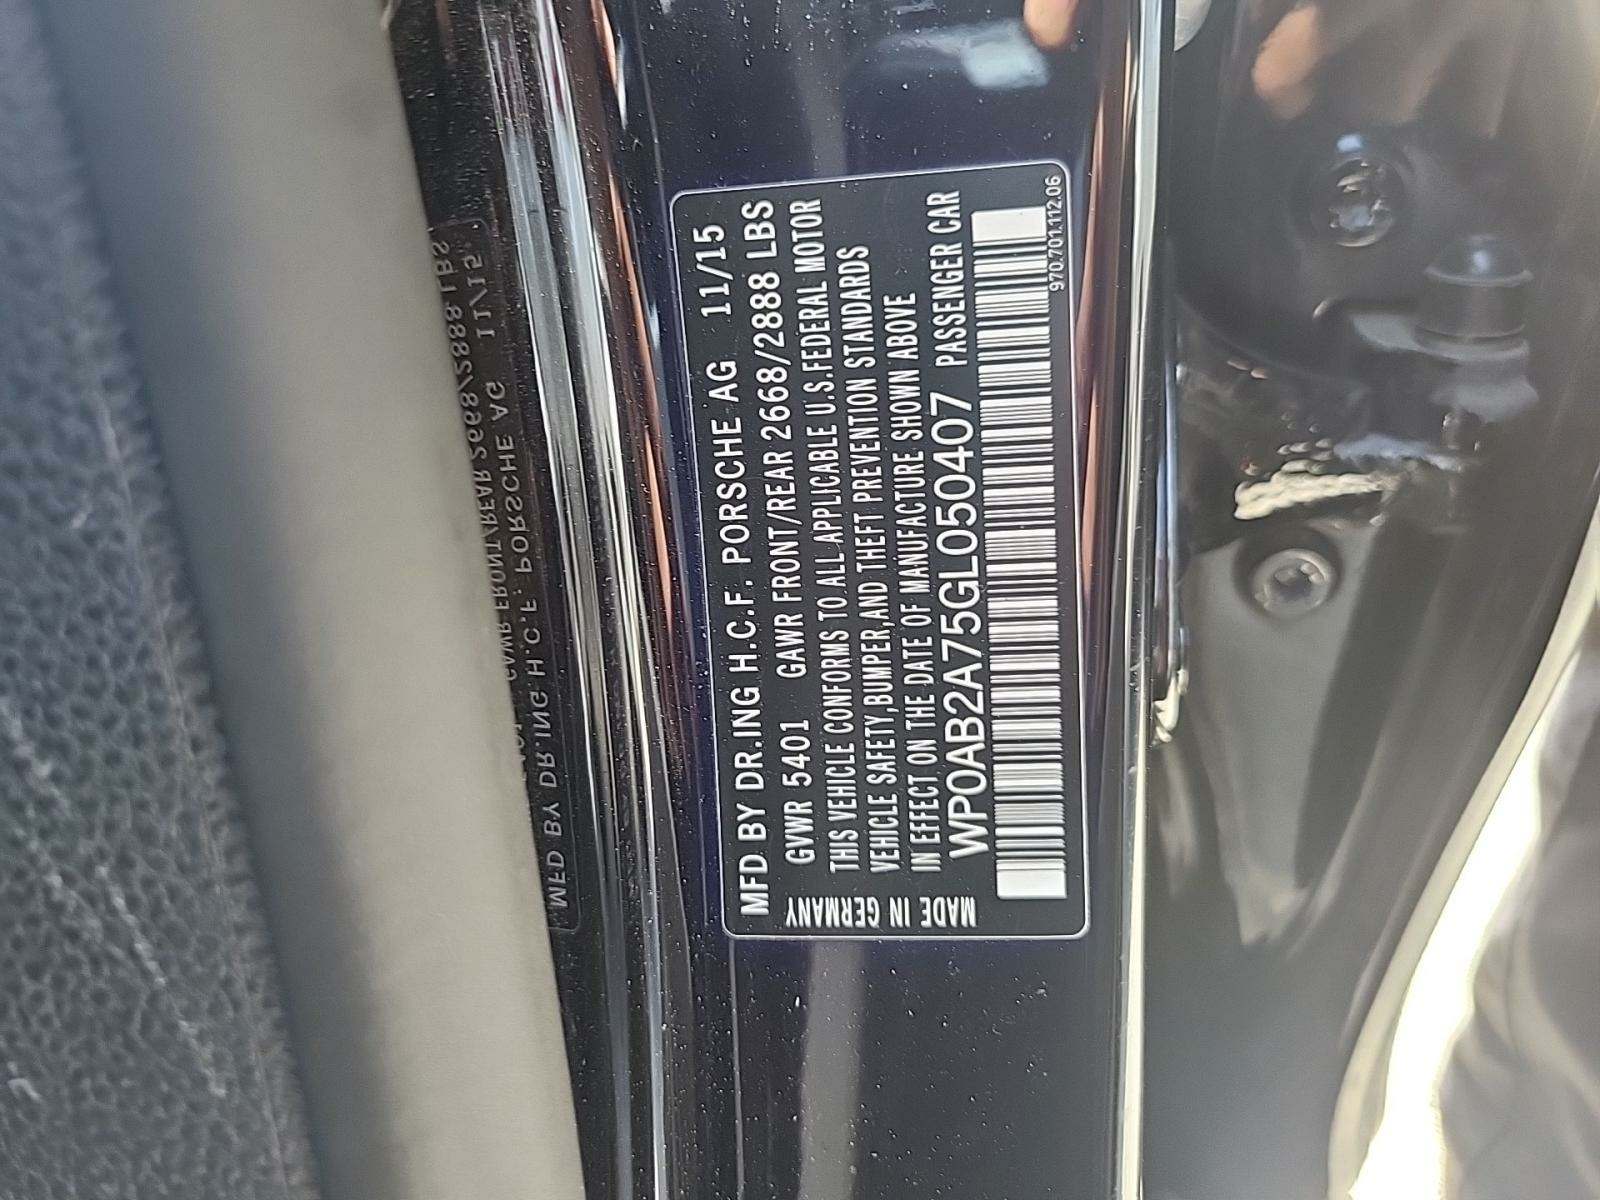 MFD BY DR.ING H.C.F. PORSCHE AG 11/15
GVWR 5401 GAWR FRONT/REAR 2668/2888 LBS
THIS VEHICLE CONFORMS TO ALL APPLICABLE U.S.FEDERAL MOTOR
VEHICLE SAFETY,BUMPER,AND THEFT PREVENTION STANDARDS
IN EFFECT ON THE DATE OF MANUFACTURE SHOWN ABOVE
WP0AB2A75GL050407 PASSENGER CAR
MADE IN GERMANY
970.701.112.06